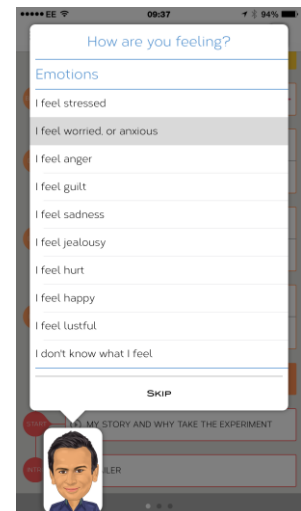 EE 09:37 94%
How are you feeling?
Emotions
I feel stressed
I feel worried, or anxious
I feel anger
I feel guilt
I feel sadness
I feel jealousy
I feel hurt
I feel happy
I feel lustful
I don't know what I feel
SKIP
START MY STORY AND WHY TAKE THE EXPERIMENT